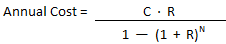 Annual Cost = C · R
1 — (1 + R)^N